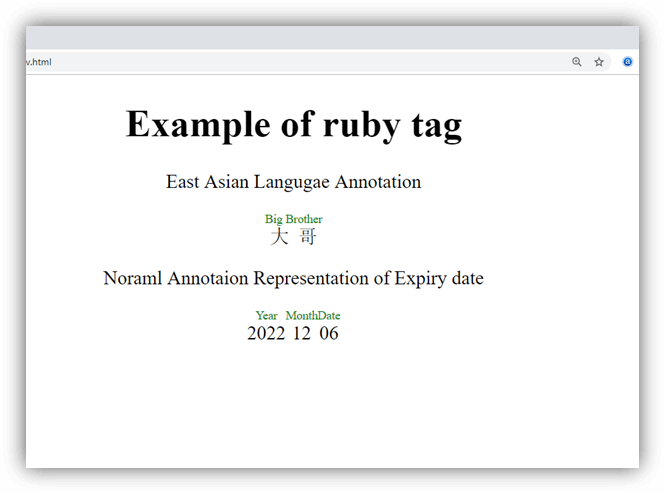 v.html
Example of ruby tag
East Asian Langugae Annotation
Big Brother
大 哥
Noraml Annotaion Representation of Expiry date
Year MonthDate
2022 12 06